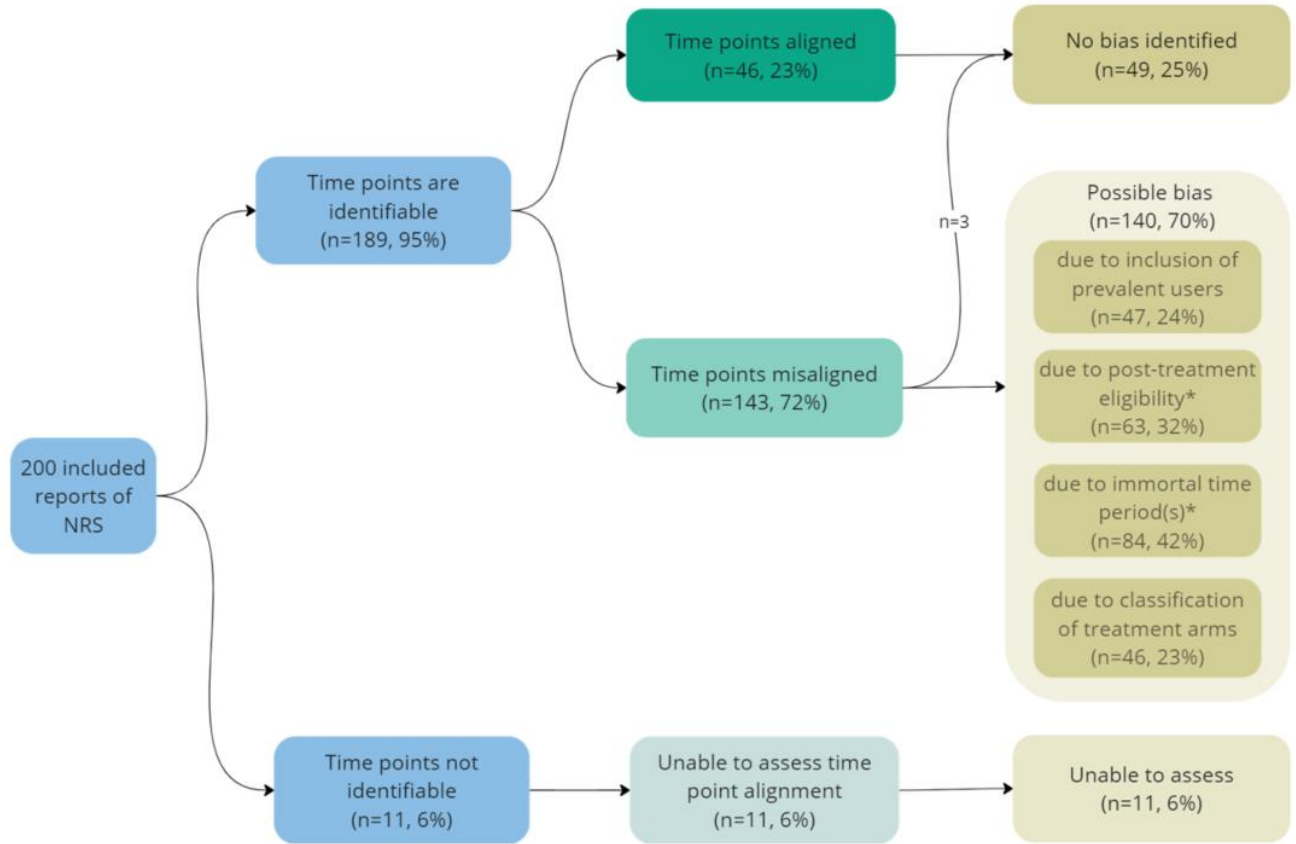 200 included
reports of
NRS
Time points are
identifiable
(n=189, 95%)
Time points not
identifiable
(n=11, 6%)
Time points aligned
(n=46, 23%)
Time points misaligned
(n=143, 72%)
Unable to assess time
point alignment
(n=11, 6%)
n=3
No bias identified
(n=49, 25%)
Possible bias
(n=140, 70%)
due to inclusion of
prevalent users
(n=47, 24%)
due to post-treatment
eligibility*
(n=63, 32%)
due to immortal time
period(s)*
(n=84, 42%)
due to classification
of treatment arms
(n=46, 23%)
Unable to assess
(n=11, 6%)